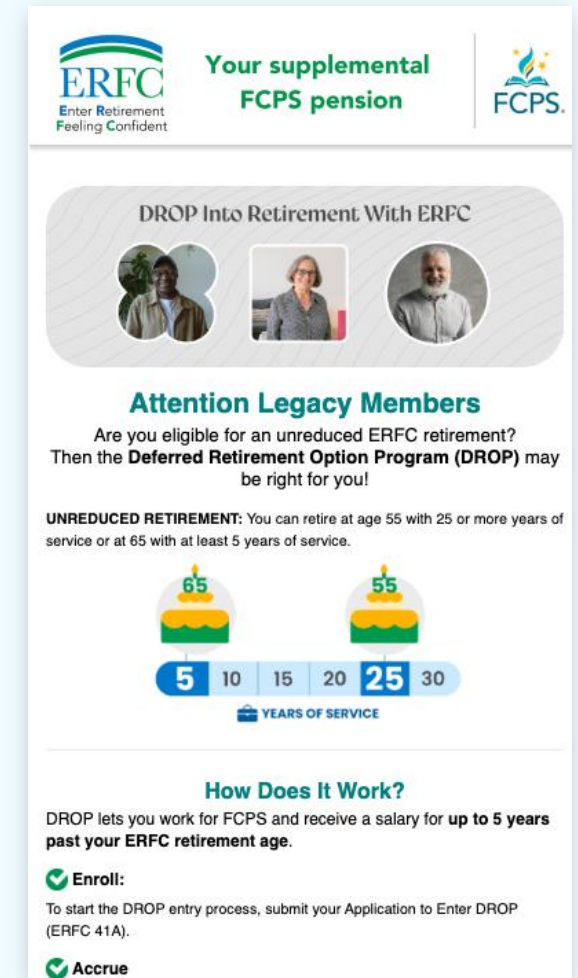 ERFC
Enter Retirement
Feeling Confident
Your supplemental
FCPS pension
FCPS.
DROP Into Retirement With ERFC
Attention Legacy Members
Are you eligible for an unreduced ERFC retirement?
Then the Deferred Retirement Option Program (DROP) may
be right for you!
UNREDUCED RETIREMENT: You can retire at age 55 with 25 or more years of
service or at 65 with at least 5 years of service.
65 55
5 10 15 20 25 30
YEARS OF SERVICE
How Does It Work?
DROP lets you work for FCPS and receive a salary for up to 5 years
past your ERFC retirement age.
Enroll:
To start the DROP entry process, submit your Application to Enter DROP
(ERFC 41A).
Accrue